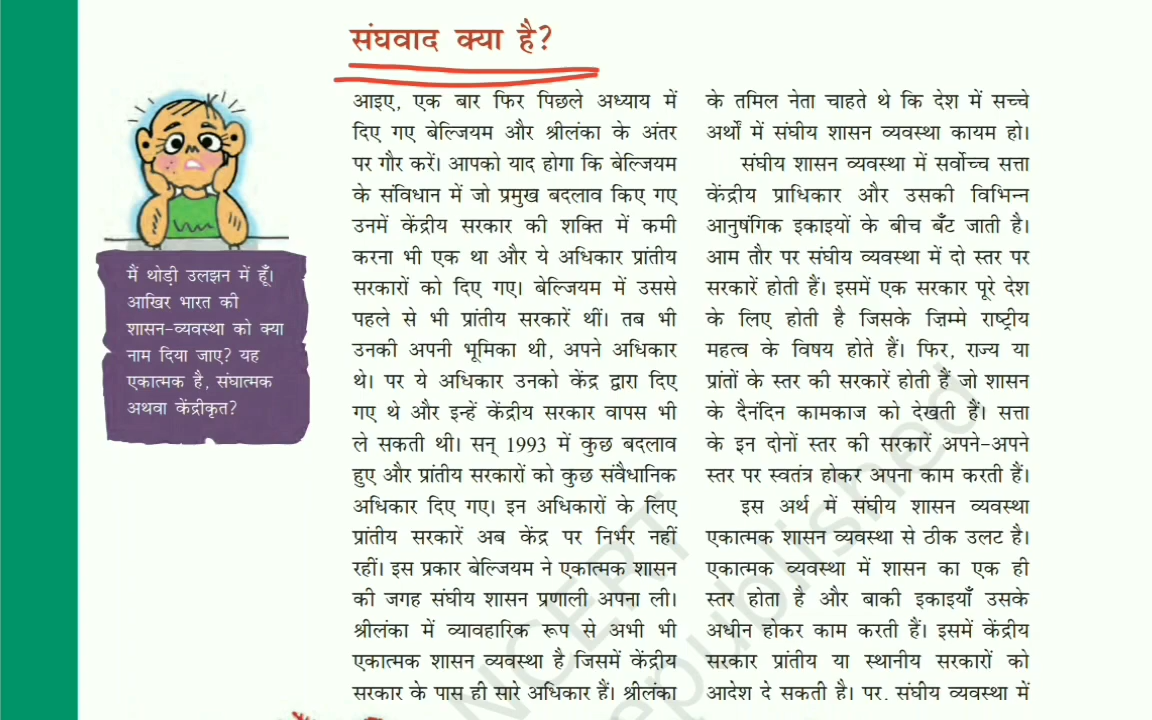 संघवाद क्या है?
मैं थोड़ी उलझन में हूँ।
आखिर भारत की
शासन-व्यवस्था को क्या
नाम दिया जाए? यह
एकात्मक है, संघात्मक
अथवा केंद्रीकृत?
आइए, एक बार फिर पिछले अध्याय में
दिए गए बेल्जियम और श्रीलंका के अंतर
पर गौर करें। आपको याद होगा कि बेल्जियम
के संविधान में जो प्रमुख बदलाव किए गए
उनमें केंद्रीय सरकार की शक्ति में कमी
करना भी एक था और ये अधिकार प्रांतीय
सरकारों को दिए गए। बेल्जियम में उससे
पहले से भी प्रांतीय सरकारें थीं। तब भी
उनकी अपनी भूमिका थी, अपने अधिकार
थे। पर ये अधिकार उनको केंद्र द्वारा दिए
गए थे और इन्हें केंद्रीय सरकार वापस भी
ले सकती थी। सन् 1993 में कुछ बदलाव
हुए और प्रांतीय सरकारों को कुछ संवैधानिक
अधिकार दिए गए। इन अधिकारों के लिए
प्रांतीय सरकारें अब केंद्र पर निर्भर नहीं
रहीं। इस प्रकार बेल्जियम ने एकात्मक शासन
की जगह संघीय शासन प्रणाली अपना ली।
श्रीलंका में व्यावहारिक रूप से अभी भी
एकात्मक शासन व्यवस्था है जिसमें केंद्रीय
सरकार के पास ही सारे अधिकार हैं। श्रीलंका
के तमिल नेता चाहते थे कि देश में सच्चे
अर्थों में संघीय शासन व्यवस्था कायम हो।
संघीय शासन व्यवस्था में सर्वोच्च सत्ता
केंद्रीय प्राधिकार और उसकी विभिन्न
आनुषंगिक इकाइयों के बीच बँट जाती है।
आम तौर पर संघीय व्यवस्था में दो स्तर पर
सरकारें होती हैं। इसमें एक सरकार पूरे देश
के लिए होती है जिसके ज़िम्मे राष्ट्रीय
महत्व के विषय होते हैं। फिर, राज्य या
प्रांतों के स्तर की सरकारें होती हैं जो शासन
के दैनंदिन कामकाज को देखती हैं। सत्ता
के इन दोनों स्तर की सरकारें अपने-अपने
स्तर पर स्वतंत्र होकर अपना काम करती हैं।
इस अर्थ में संघीय शासन व्यवस्था
एकात्मक शासन व्यवस्था से ठीक उलट है।
एकात्मक व्यवस्था में शासन का एक ही
स्तर होता है और बाकी इकाइयाँ उसके
अधीन होकर काम करती हैं। इसमें केंद्रीय
सरकार प्रांतीय या स्थानीय सरकारों को
आदेश दे सकती है। पर, संघीय व्यवस्था में
NCERT
republished